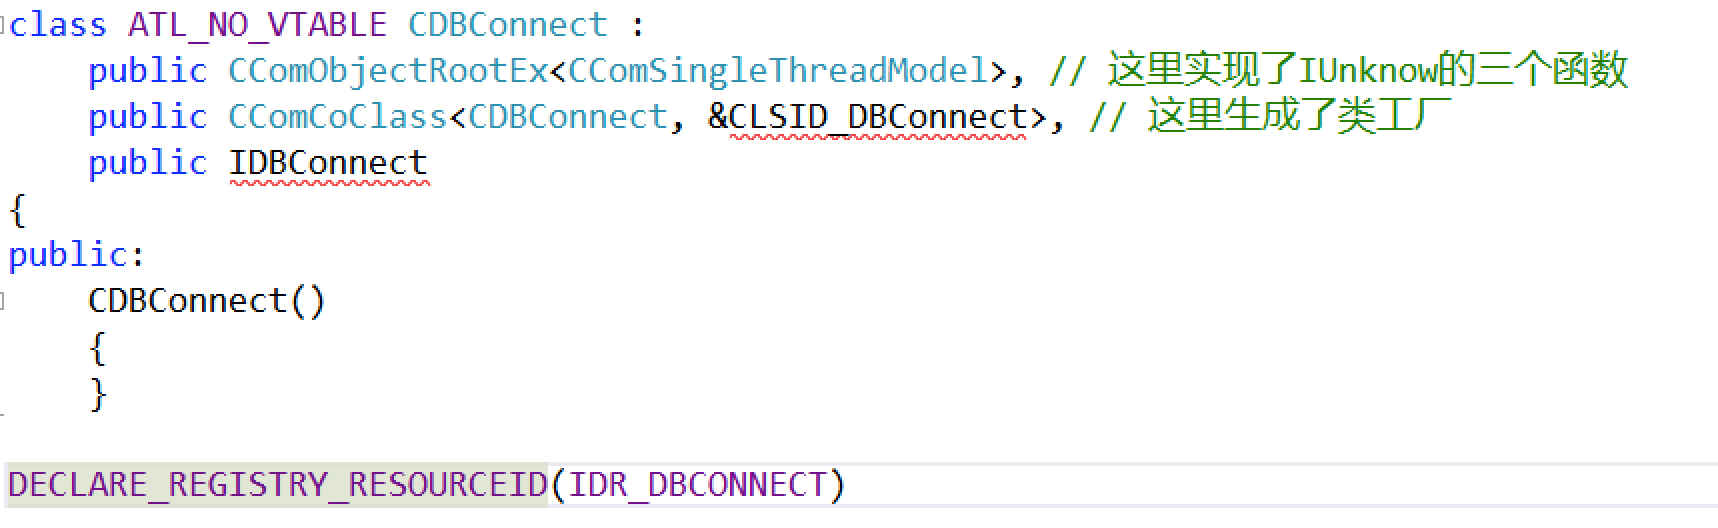 class ATL_NO_VTABLE CDBConnect :
    public CComObjectRootEx<CComSingleThreadModel>, // 这里实现了IUnknow的三个函数
    public CComCoClass<CDBConnect, &CLSID_DBConnect>, // 这里生成了类工厂
    public IDBConnect
{
public:
    CDBConnect()
    {
    }
DECLARE_REGISTRY_RESOURCEID(IDR_DBCONNECT)